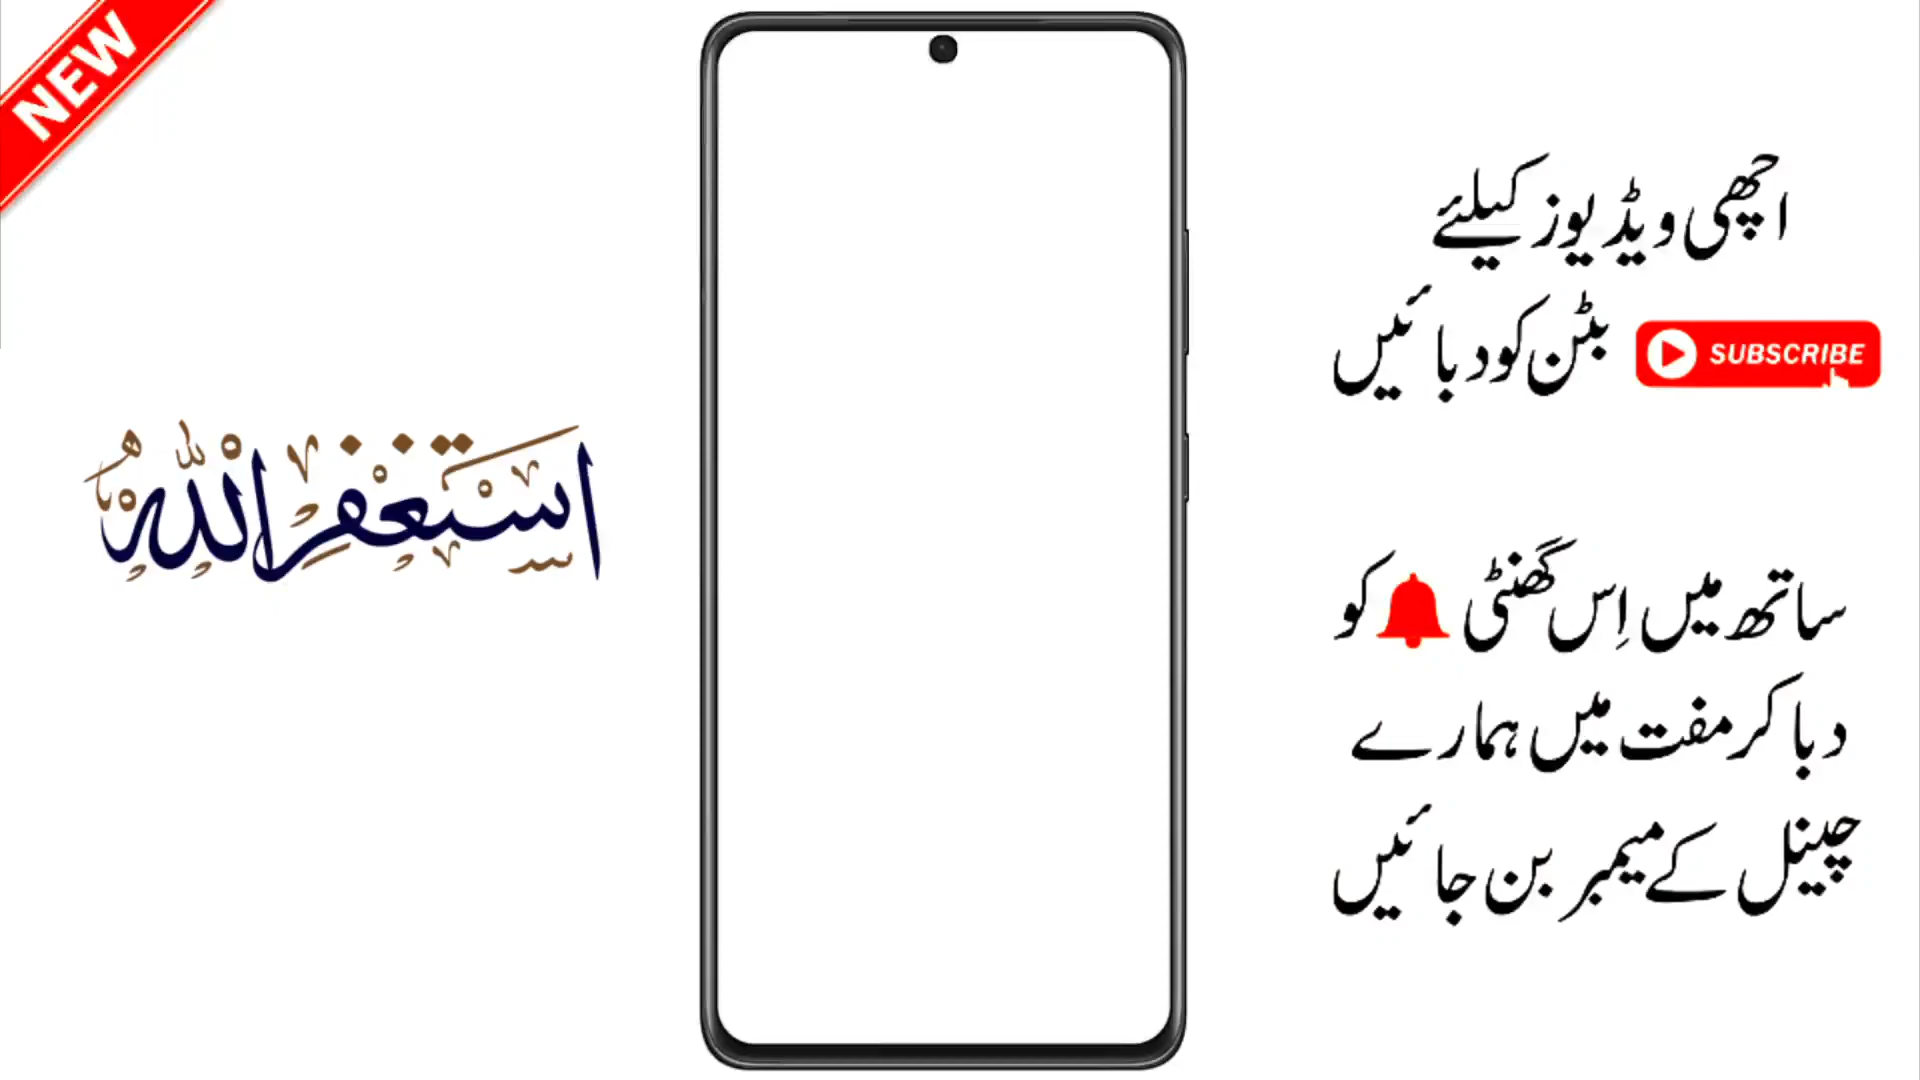 NEW
اَسْتَغْفِرُ اللهَ
اچھی ویڈیوز کیلئے
SUBSCRIBE بٹن کو دبائیں
ساتھ میں اِس گھنٹی کو
دبا کر مفت میں ہمارے
چینل کے میمبر بن جائیں